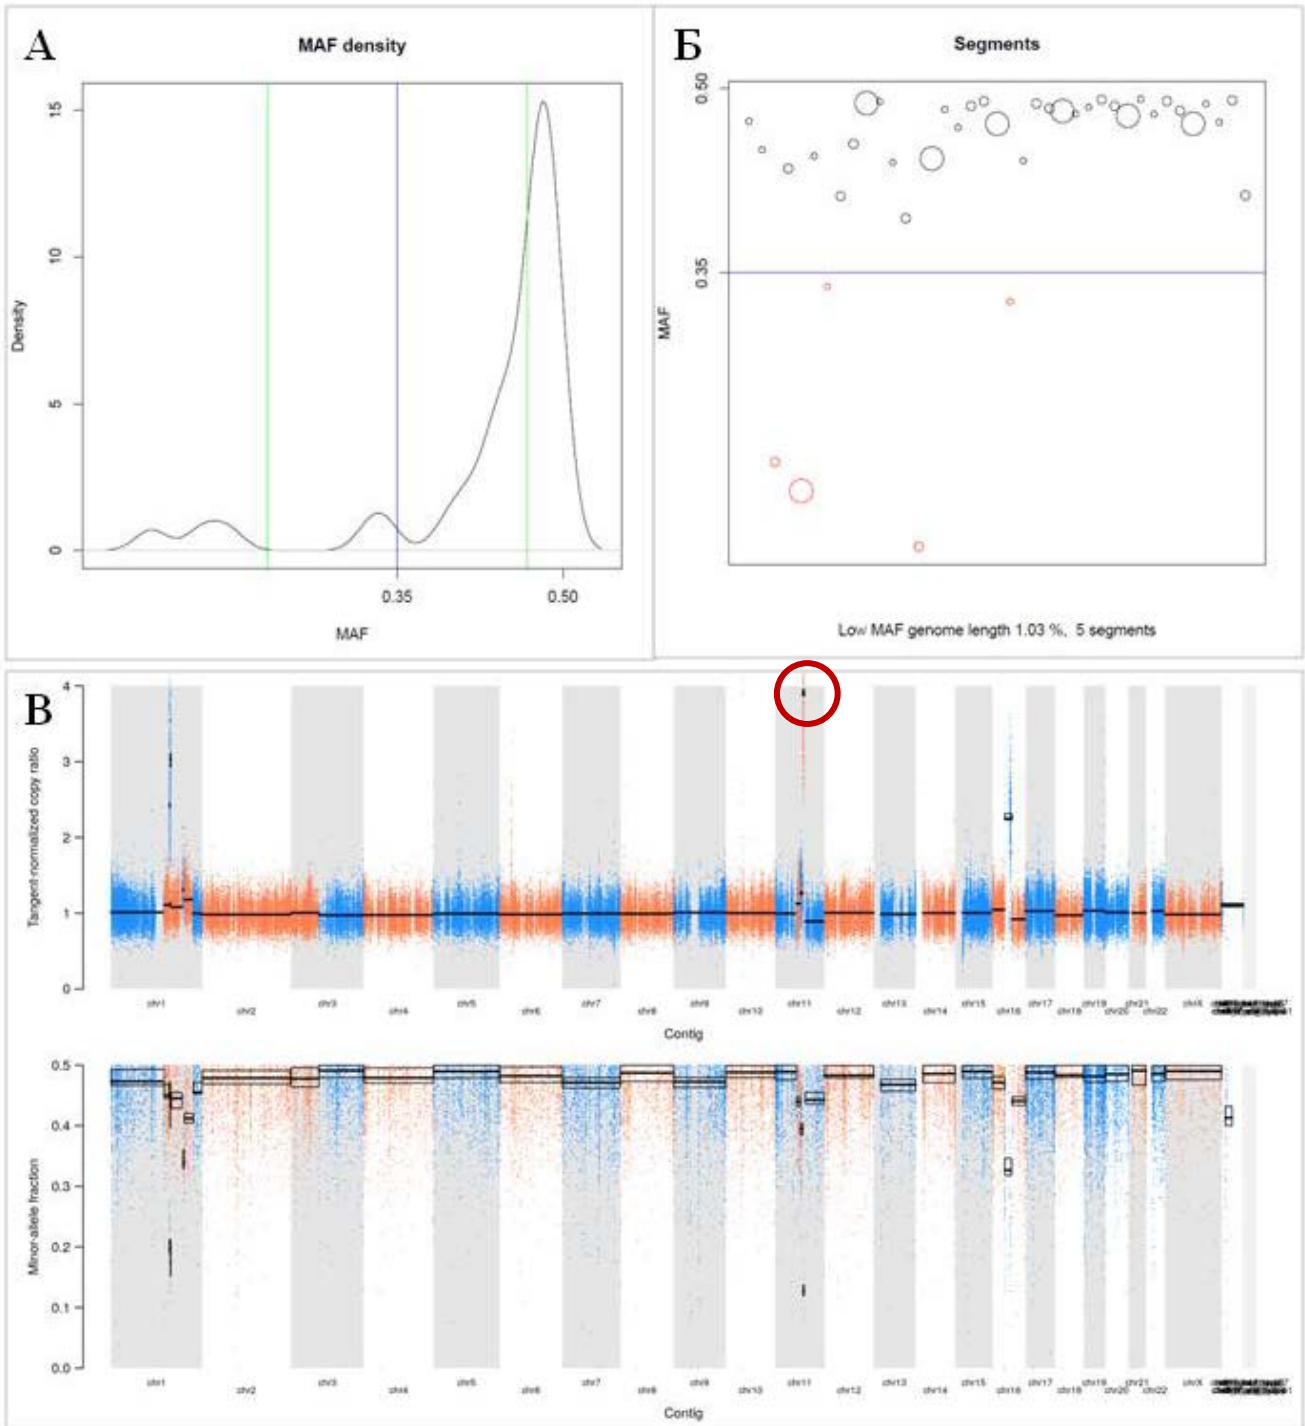 А
MAF density
Density
15
10
5
0
0.35
0.50
MAF
Б
Segments
MAF
0.50
0.35
Low MAF genome length 1.03 %, 5 segments
В
Tangent-normalized copy ratio
4
3
2
1
0
chr1 chr2 chr3 chr4 chr5 chr6 chr7 chr8 chr9 chr10 chr11 chr12 chr13 chr14 chr15 chr16 chr17 chr18 chr19 chr20 chr21 chr22 chrX
Contig
Minor-allele fraction
0.5
0.4
0.3
0.2
0.1
0.0
chr1 chr2 chr3 chr4 chr5 chr6 chr7 chr8 chr9 chr10 chr11 chr12 chr13 chr14 chr15 chr16 chr17 chr18 chr19 chr20 chr21 chr22 chrX
Contig